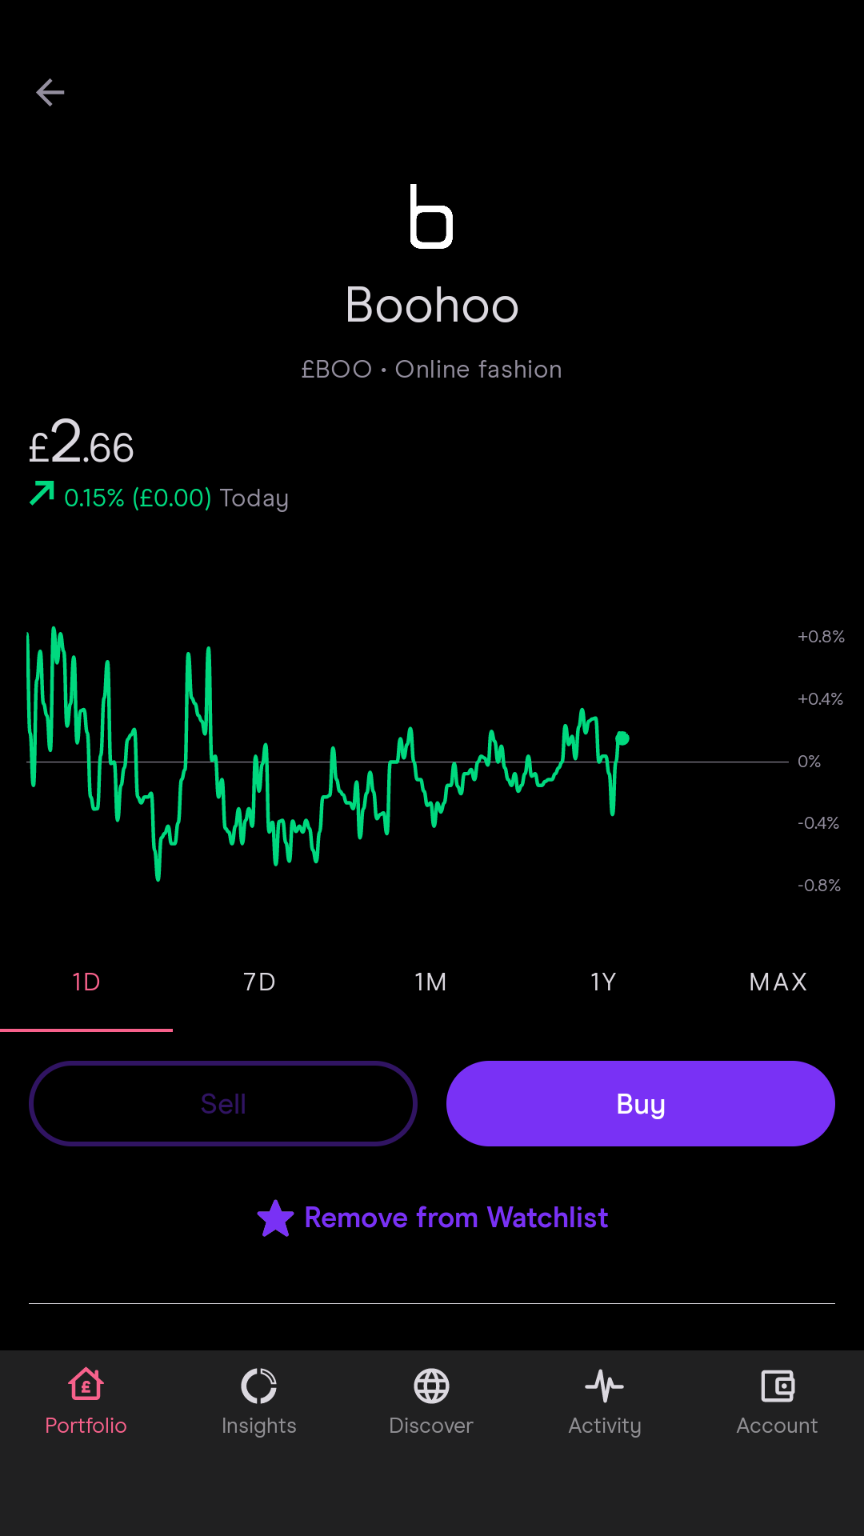 b
Boohoo
£BOO • Online fashion
£2.66
0.15% (£0.00) Today
+0.8%
+0.4%
0%
-0.4%
-0.8%
1D 7D 1M 1Y MAX
Sell Buy
Remove from Watchlist
£
Portfolio Insights Discover Activity Account